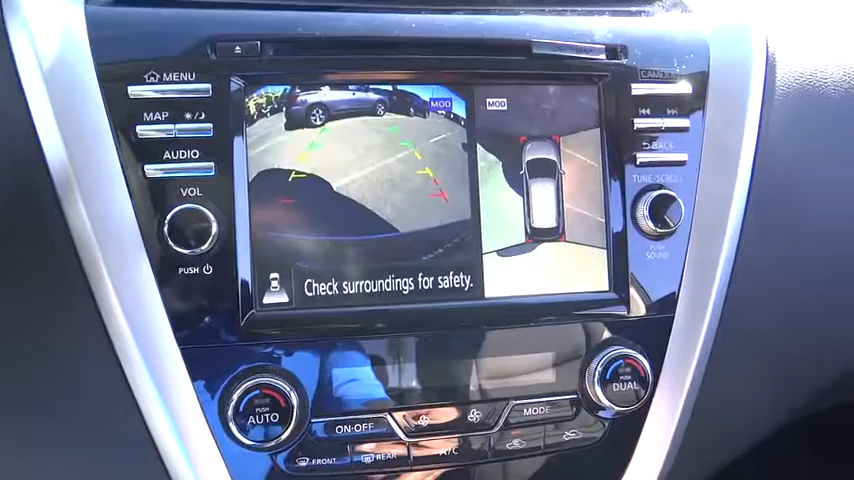 MENU
CAMERA
MAP
MOD
MOD
AUDIO
BACK
VOL
TUNE·SCROLL
PUSH
PUSH
SOUND
Check surroundings for safety.
PUSH
AUTO
PUSH
DUAL
ON·OFF
MODE
FRONT
REAR
A/C